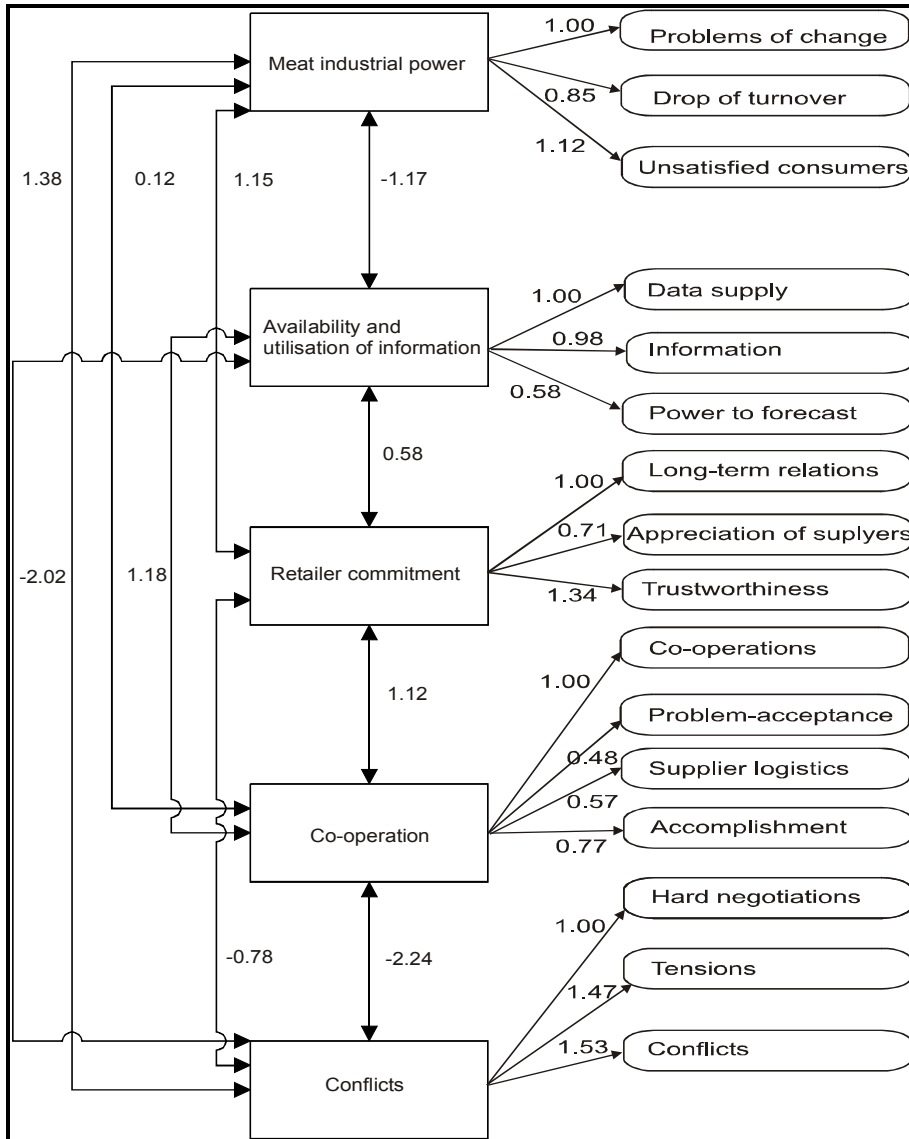 1.00
Problems of change
Meat industrial power
0.85
Drop of turnover
1.12
Unsatisfied consumers
1.38
0.12
1.15
-1.17
1.00
Data supply
Availability and
utilisation of information
0.98
Information
0.58
Power to forecast
0.58
1.00
Long-term relations
0.71
Appreciation of suplyers
-2.02
1.18
Retailer commitment
1.34
Trustworthiness
1.00
Co-operations
1.12
Problem-acceptance
0.48
Supplier logistics
0.57
Co-operation
0.77
Accomplishment
Hard negotiations
1.00
-0.78
-2.24
Tensions
1.47
1.53
Conflicts
Conflicts